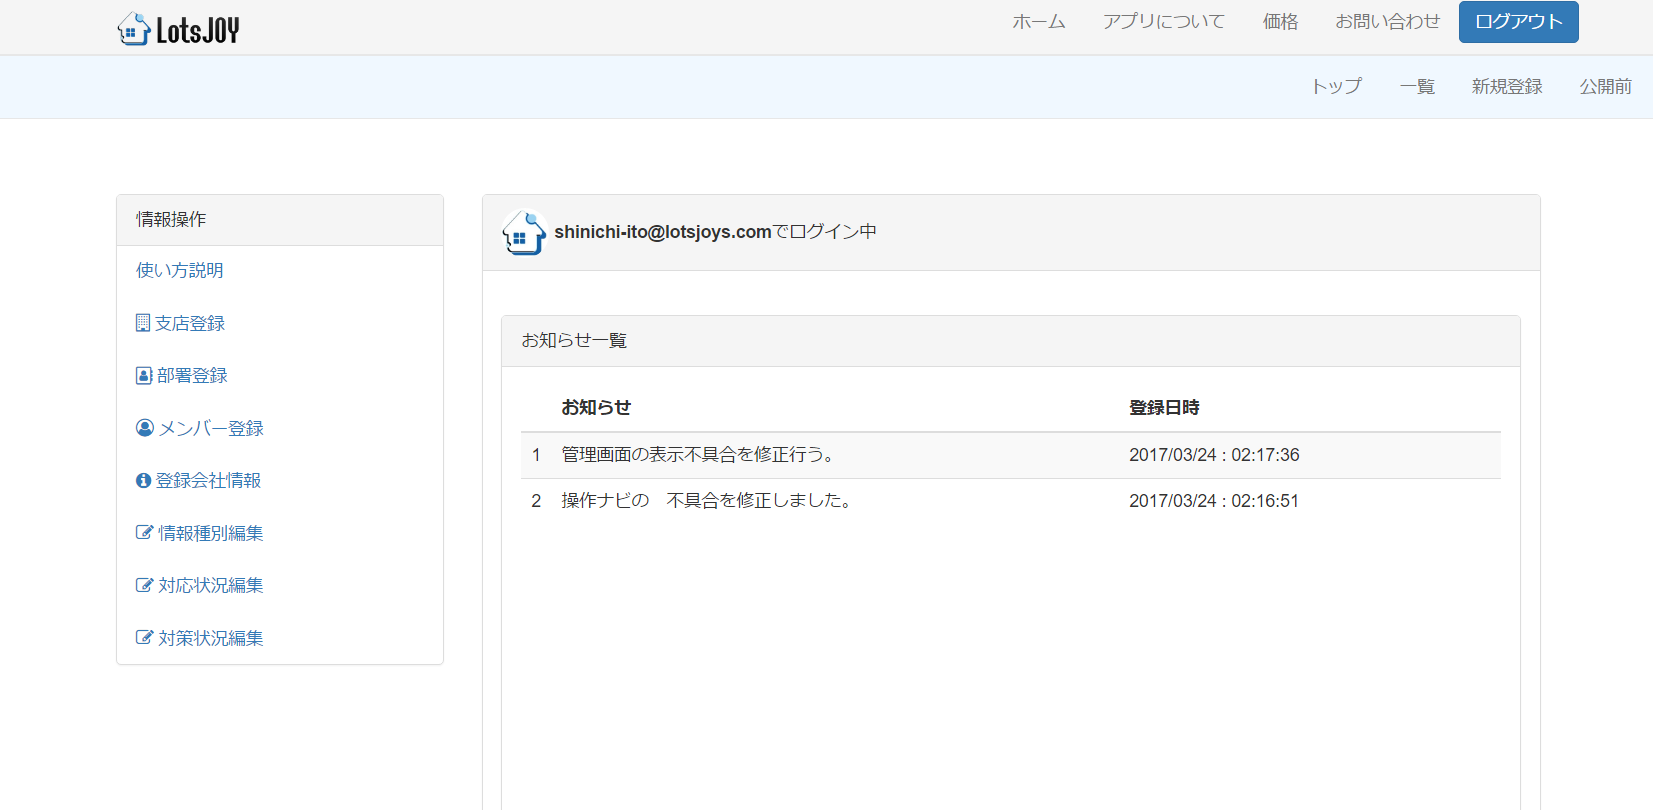 LotsJOY
ホーム アプリについて 価格 お問い合わせ ログアウト
トップ 一覧 新規登録 公開前
情報操作
使い方説明
支店登録
部署登録
メンバー登録
登録会社情報
情報種別編集
対応状況編集
対策状況編集
shinichi-ito@lotsjoys.comでログイン中
お知らせ一覧
お知らせ 登録日時
1 管理画面の表示不具合を修正行う。 2017/03/24 : 02:17:36
2 操作ナビの　不具合を修正しました。 2017/03/24 : 02:16:51